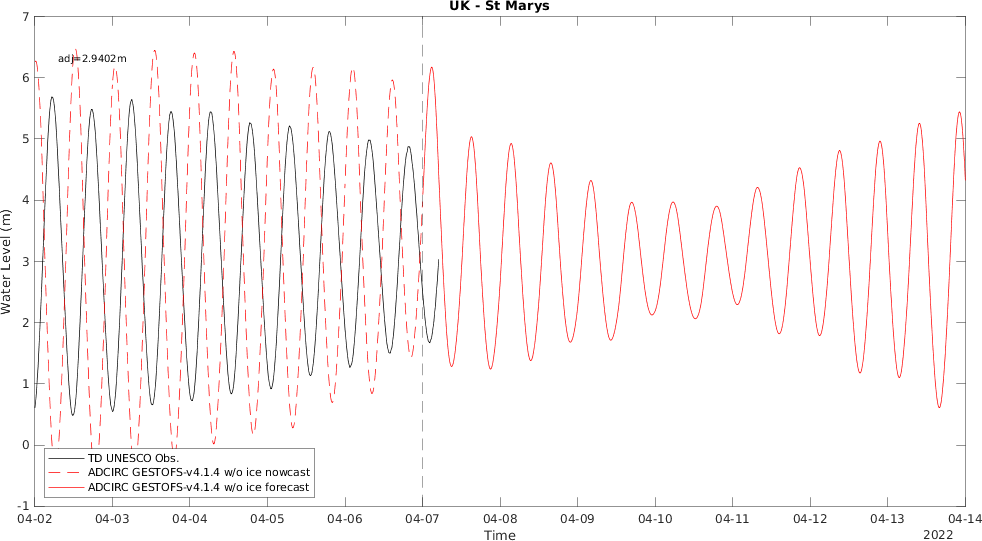 UK - St Marys
7
6
5
4
3
2
1
0
-1
Water Level (m)
adj=2.9402m
TD UNESCO Obs.
ADCIRC GESTOFS-v4.1.4 w/o ice nowcast
ADCIRC GESTOFS-v4.1.4 w/o ice forecast
04-02 04-03 04-04 04-05 04-06 04-07 04-08 04-09 04-10 04-11 04-12 04-13 04-14
Time
2022